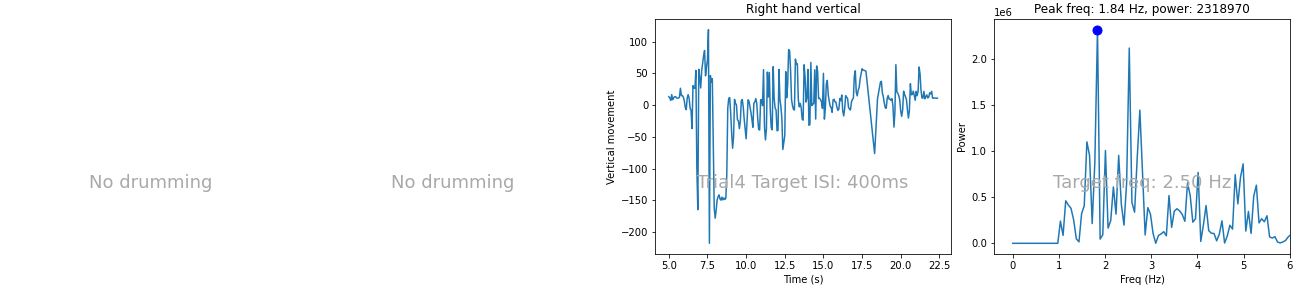 No drumming
No drumming
Right hand vertical
Vertical movement
100
50
0
−50
−100
−150
−200
Trial4 Target ISI: 400ms
5.0 7.5 10.0 12.5 15.0 17.5 20.0 22.5
Time (s)
Peak freq: 1.84 Hz, power: 2318970
1e6
Power
2.0
1.5
1.0
0.5
0.0
Target freq: 2.50 Hz
0 1 2 3 4 5 6
Freq (Hz)